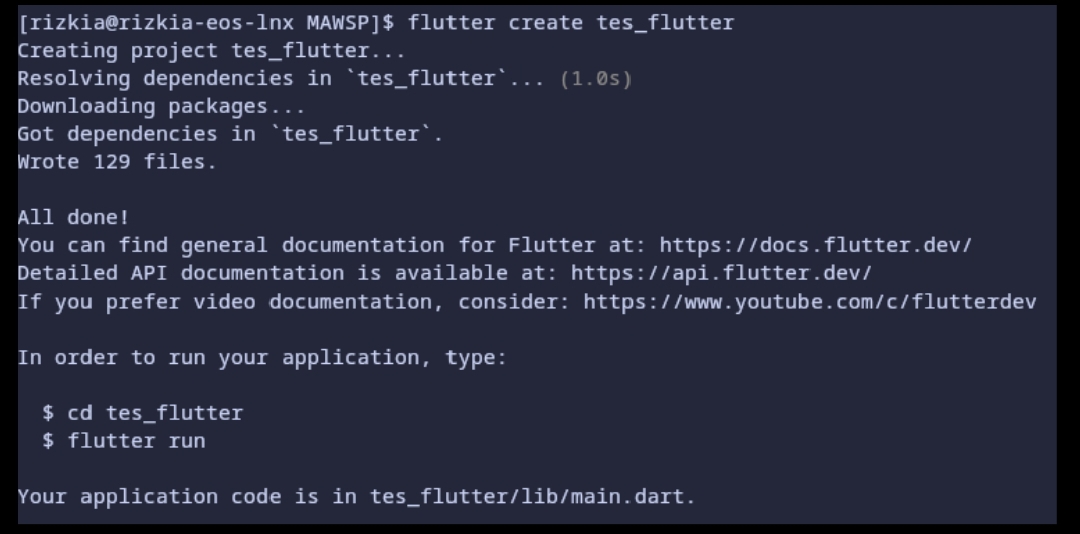 [rizkia@rizkia-eos-lnx MAWSP]$ flutter create tes_flutter
Creating project tes_flutter...
Resolving dependencies in `tes_flutter`... (1.0s)
Downloading packages...
Got dependencies in `tes_flutter`.
Wrote 129 files.

All done!
You can find general documentation for Flutter at: https://docs.flutter.dev/
Detailed API documentation is available at: https://api.flutter.dev/
If you prefer video documentation, consider: https://www.youtube.com/c/flutterdev

In order to run your application, type:

  $ cd tes_flutter
  $ flutter run

Your application code is in tes_flutter/lib/main.dart.